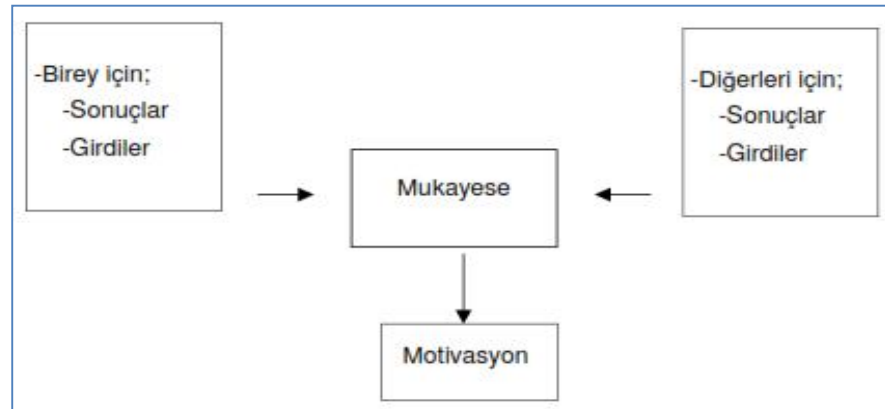 -Birey için;
-Sonuçlar
-Girdiler
-Diğerleri için;
-Sonuçlar
-Girdiler
Mukayese
Motivasyon